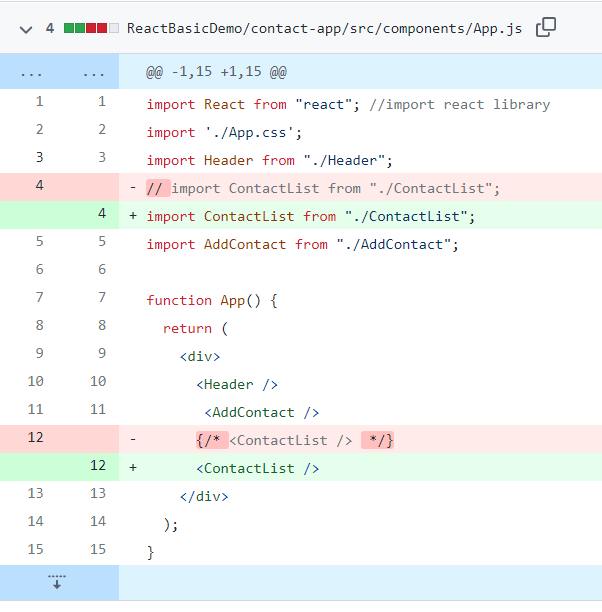 4 ReactBasicDemo/contact-app/src/components/App.js
... ... @@ -1,15 +1,15 @@
1 1 import React from "react"; //import react library
2 2 import './App.css';
3 3 import Header from "./Header";
4 - // import ContactList from "./ContactList";
4 + import ContactList from "./ContactList";
5 5 import AddContact from "./AddContact";
6 6
7 7 function App() {
8 8 return (
9 9 <div>
10 10 <Header />
11 11 <AddContact />
12 - {/* <ContactList /> */}
12 + <ContactList />
13 13 </div>
14 14 );
15 15 }